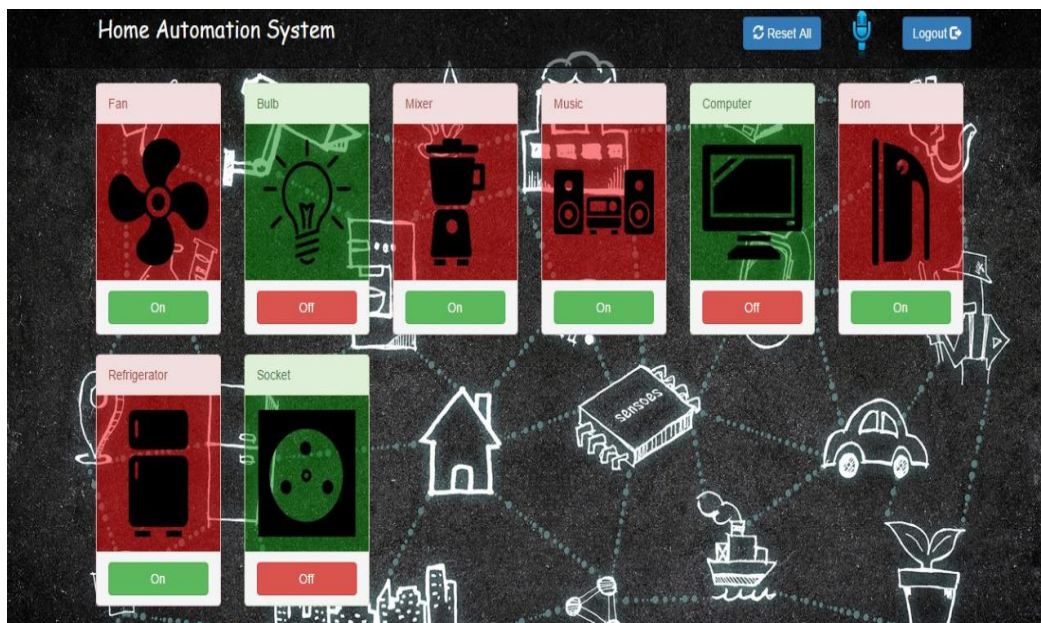 Home Automation System
Reset All
Logout
Fan
Bulb
Mixer
Music
Computer
Iron
On
Off
On
On
Off
On
Refrigerator
Socket
sensoes
On
Off